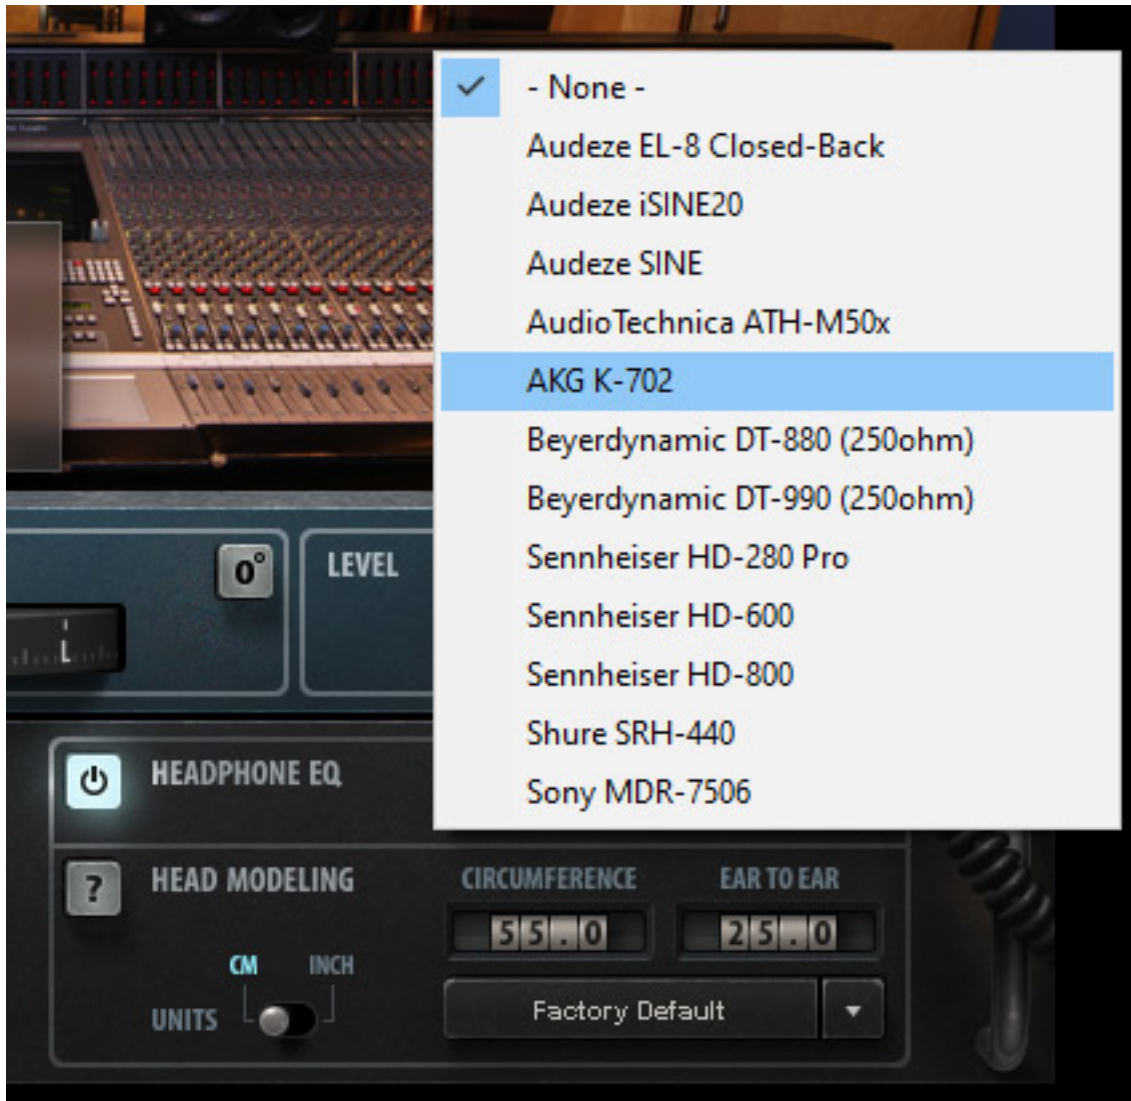 - None -
Audeze EL-8 Closed-Back
Audeze iSINE20
Audeze SINE
AudioTechnica ATH-M50x
AKG K-702
Beyerdynamic DT-880 (250ohm)
Beyerdynamic DT-990 (250ohm)
Sennheiser HD-280 Pro
Sennheiser HD-600
Sennheiser HD-800
Shure SRH-440
Sony MDR-7506
0°
LEVEL
L
HEADPHONE EQ
?
HEAD MODELING
CIRCUMFERENCE
EAR TO EAR
55.0
25.0
CM
INCH
UNITS
Factory Default